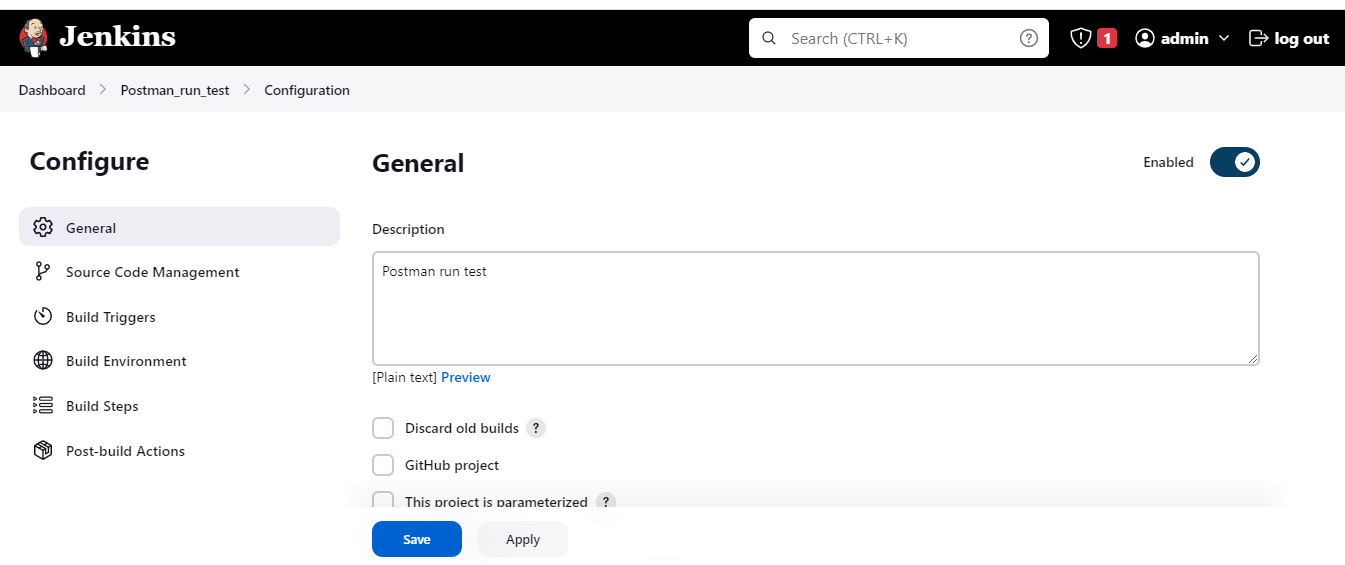 Jenkins
Search (CTRL+K)
?
1
admin
log out
Dashboard > Postman_run_test > Configuration
Configure
General
Source Code Management
Build Triggers
Build Environment
Build Steps
Post-build Actions
General
Enabled
Description
Postman run test
[Plain text] Preview
Discard old builds ?
GitHub project
This project is parameterized ?
Save
Apply